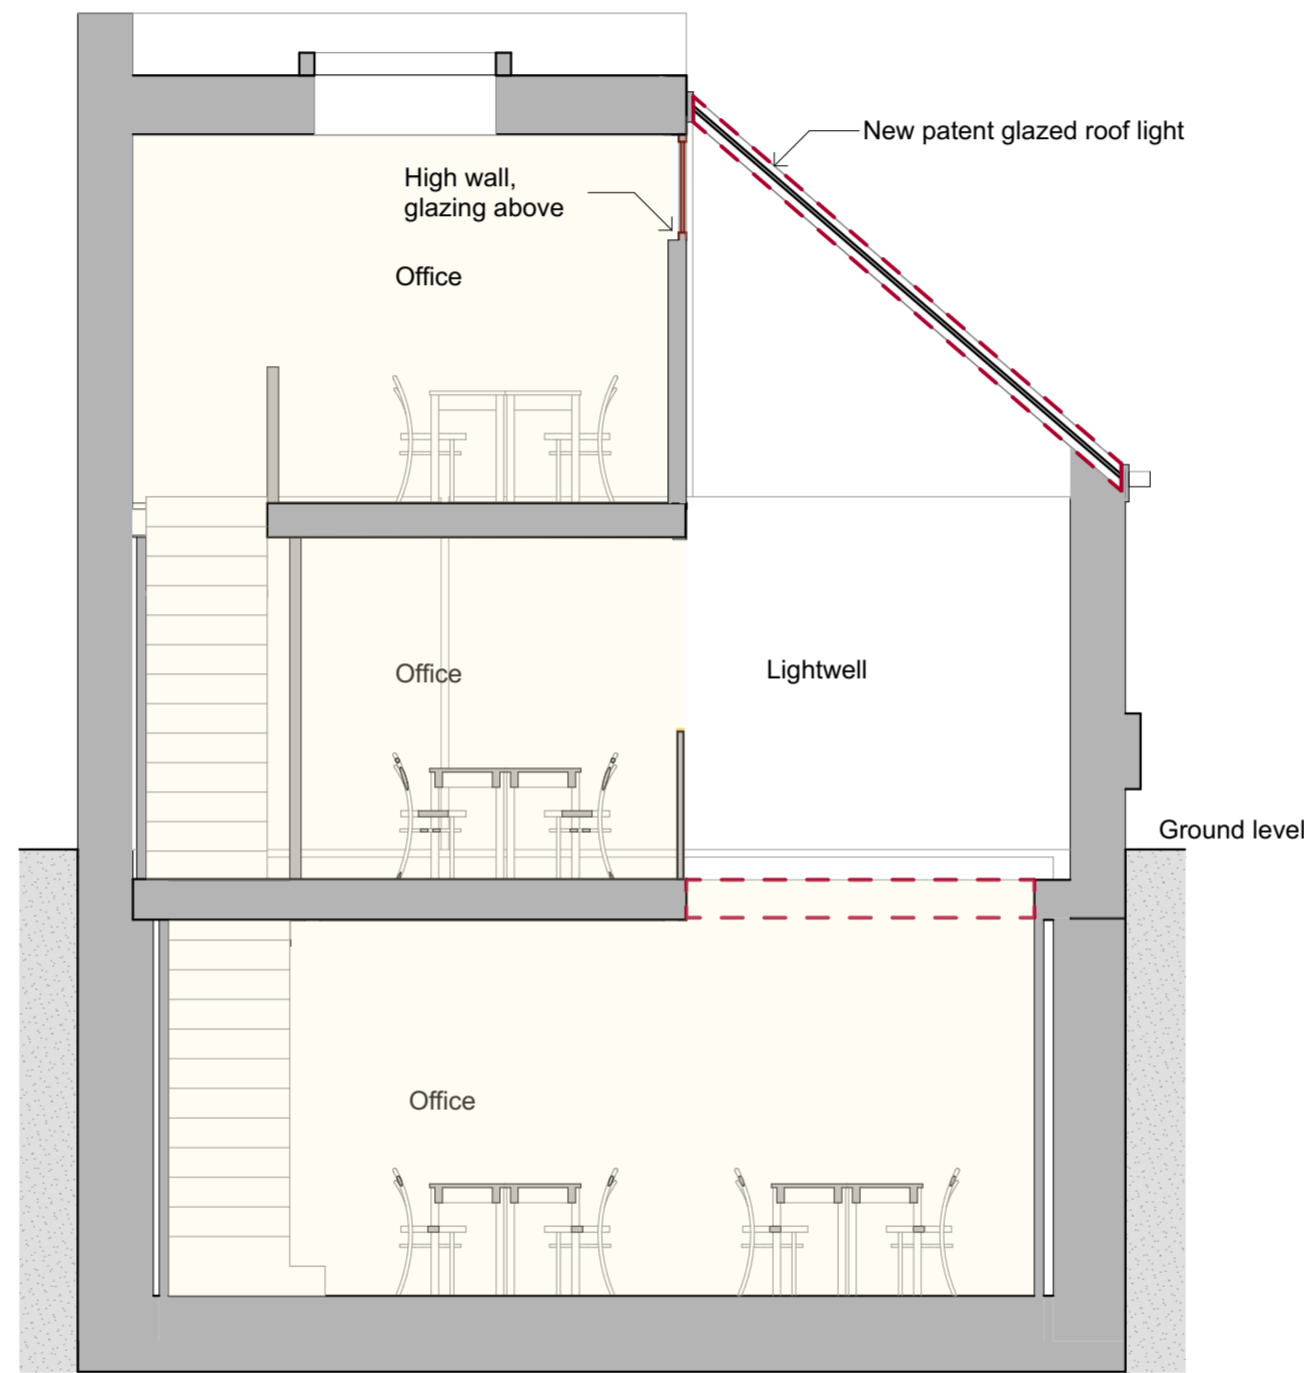 New patent glazed roof light
High wall,
glazing above
Office
Office
Lightwell
Ground level
Office